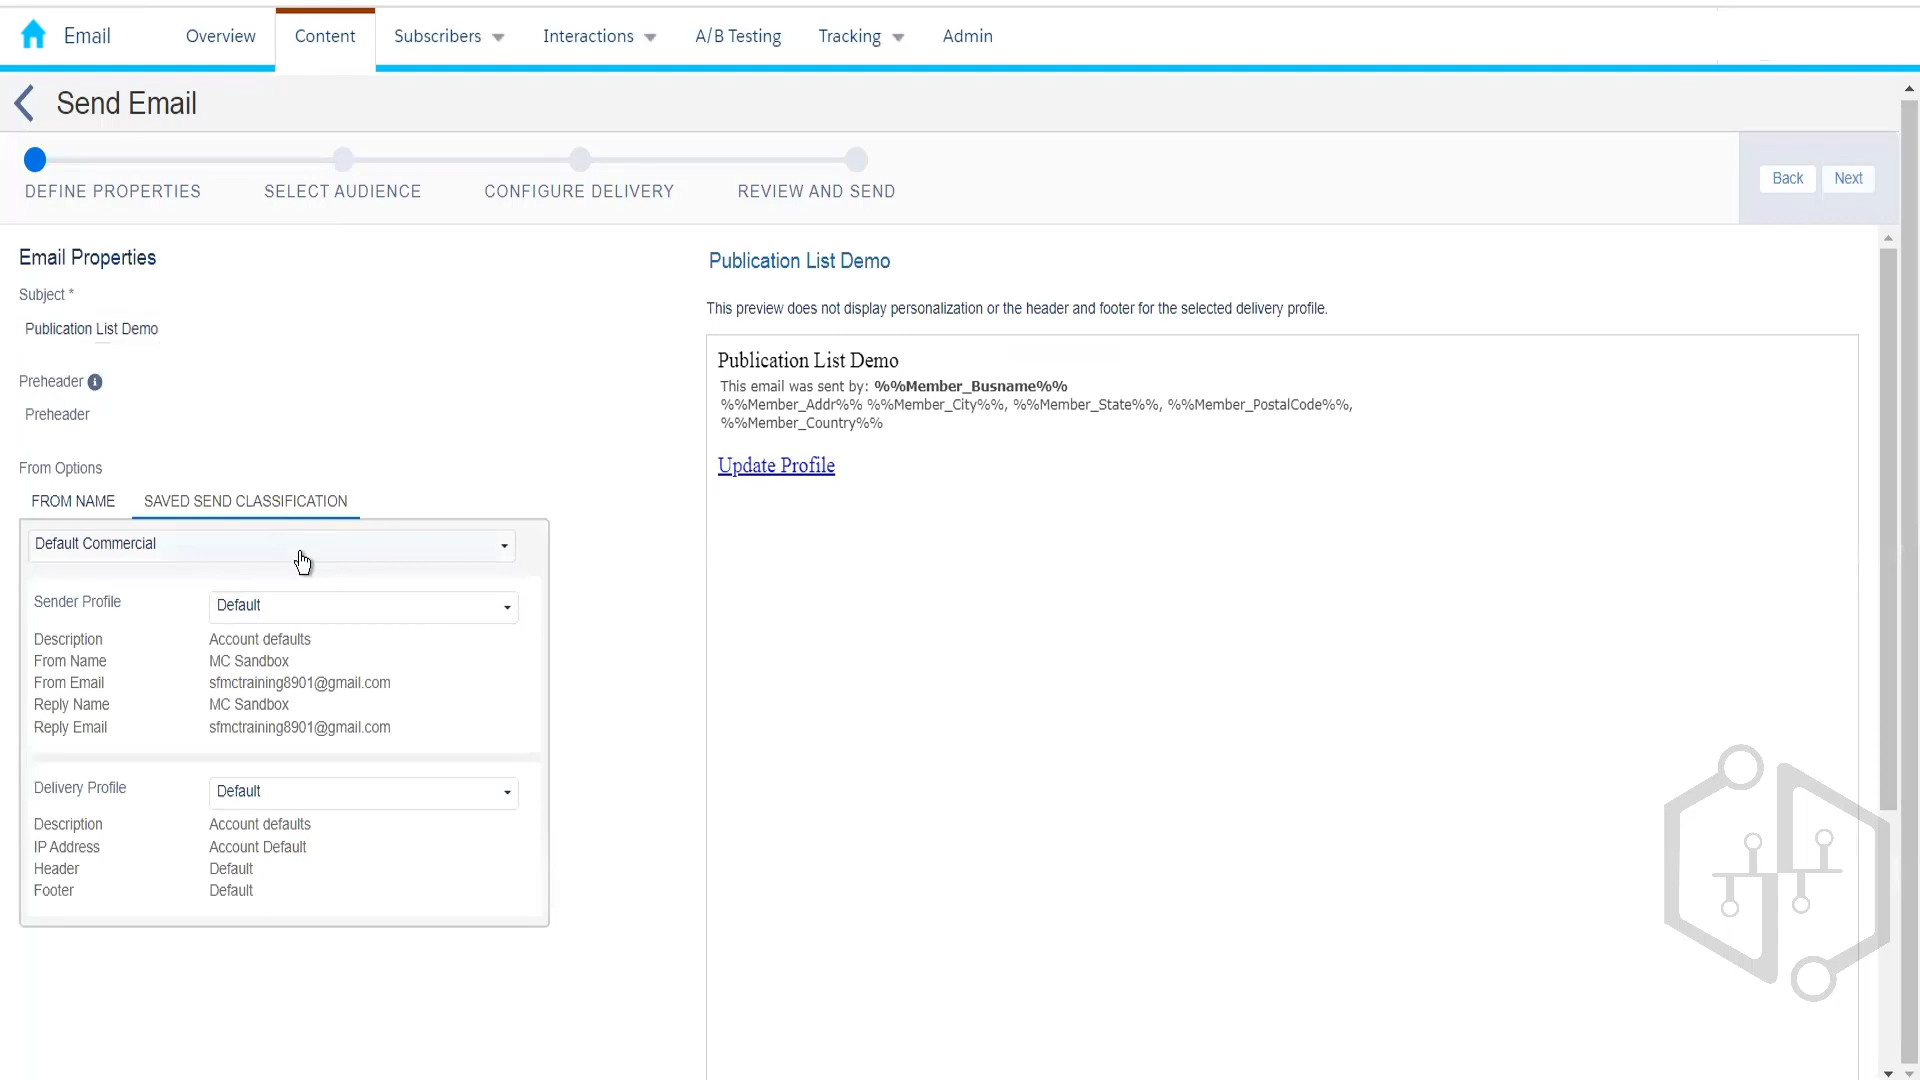 Email
Overview
Content
Subscribers
Interactions
A/B Testing
Tracking
Admin
Send Email
DEFINE PROPERTIES
SELECT AUDIENCE
CONFIGURE DELIVERY
REVIEW AND SEND
Back
Next
Email Properties
Subject *
Publication List Demo
Preheader
Preheader
From Options
FROM NAME
SAVED SEND CLASSIFICATION
Default Commercial
Sender Profile
Default
Description
Account defaults
From Name
MC Sandbox
From Email
sfmctraining8901@gmail.com
Reply Name
MC Sandbox
Reply Email
sfmctraining8901@gmail.com
Delivery Profile
Default
Description
Account defaults
IP Address
Account Default
Header
Default
Footer
Default
Publication List Demo
This preview does not display personalization or the header and footer for the selected delivery profile.
Publication List Demo
This email was sent by: %%Member_Busname%%
%%Member_Addr%% %%Member_City%%, %%Member_State%%, %%Member_PostalCode%%,
%%Member_Country%%
Update Profile